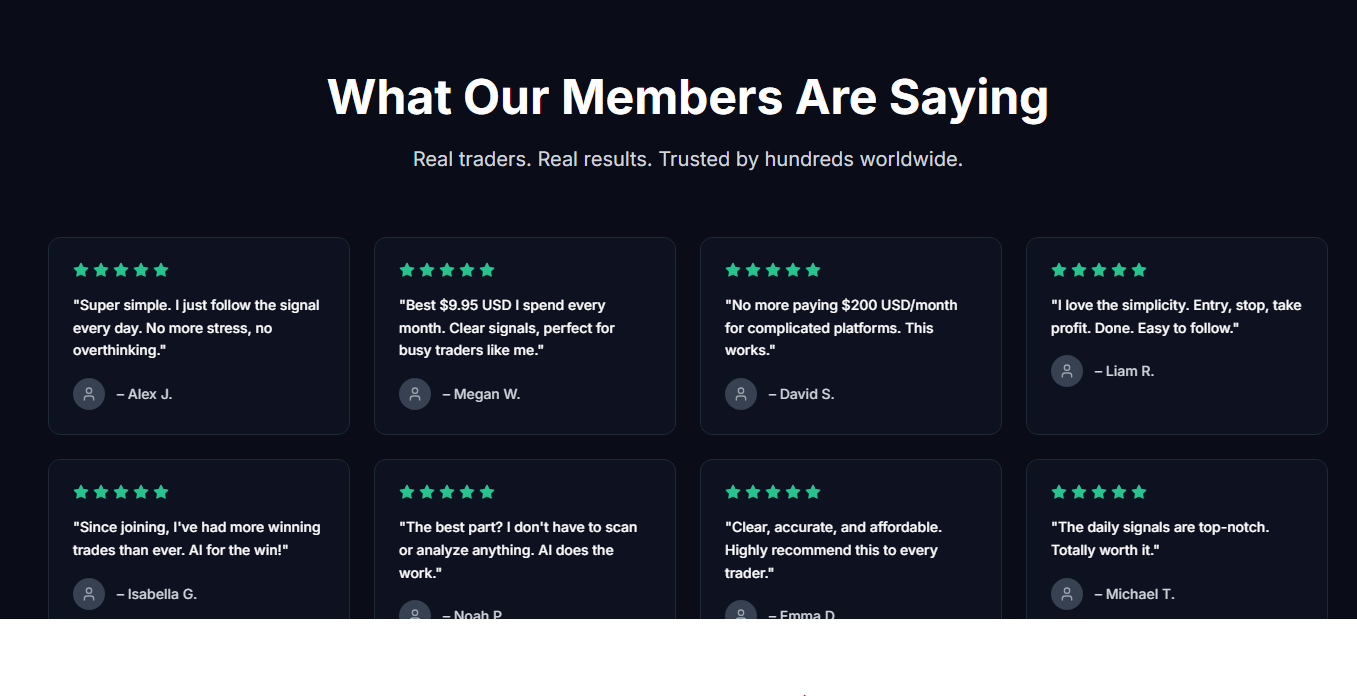 What Our Members Are Saying
Real traders. Real results. Trusted by hundreds worldwide.
"Super simple. I just follow the signal
every day. No more stress, no
overthinking."
– Alex J.
"Best $9.95 USD I spend every
month. Clear signals, perfect for
busy traders like me."
– Megan W.
"No more paying $200 USD/month
for complicated platforms. This
works."
– David S.
"I love the simplicity. Entry, stop, take
profit. Done. Easy to follow."
– Liam R.
"Since joining, I've had more winning
trades than ever. AI for the win!"
– Isabella G.
"The best part? I don't have to scan
or analyze anything. AI does the
work."
– Noah P
"Clear, accurate, and affordable.
Highly recommend this to every
trader."
– Emma D
"The daily signals are top-notch.
Totally worth it."
– Michael T.